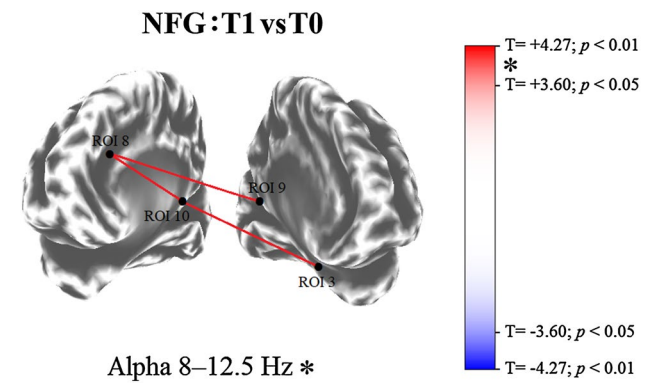 NFG:T1 vs T0
T= +4.27; p < 0.01
*
T= +3.60; p < 0.05
ROI 8
ROI 9
ROI 10
ROI 3
T= -3.60; p < 0.05
T= -4.27; p < 0.01
Alpha 8–12.5 Hz *